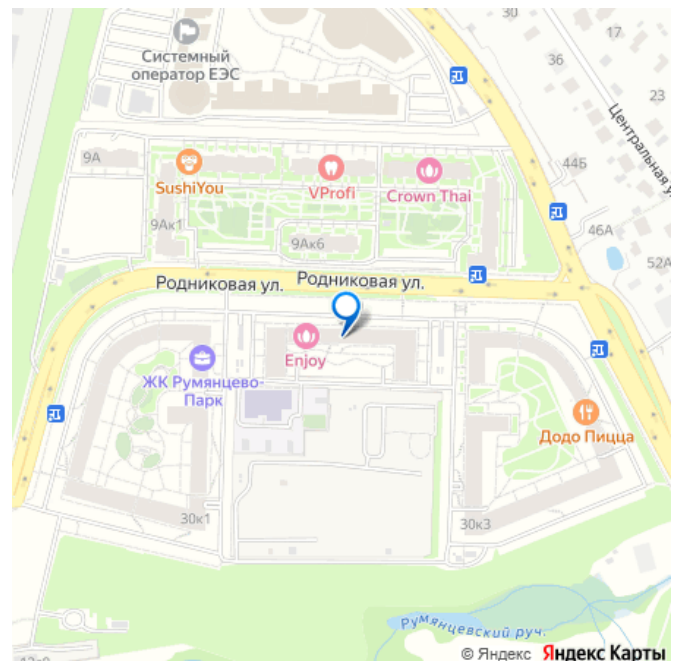 30
17
Системный
оператор ЕЭС
36
23
Центральная у
9А
44Б
SushiYou
VProfi
Crown Thai
9Ак1
9Ак6
46А
52А
Родниковая ул.
Родниковая ул.
Enjoy
ЖК Румянцево-
Парк
Додо Пицца
30к1
30к3
Румянцевский руч.
© Яндекс Яндекс Карты